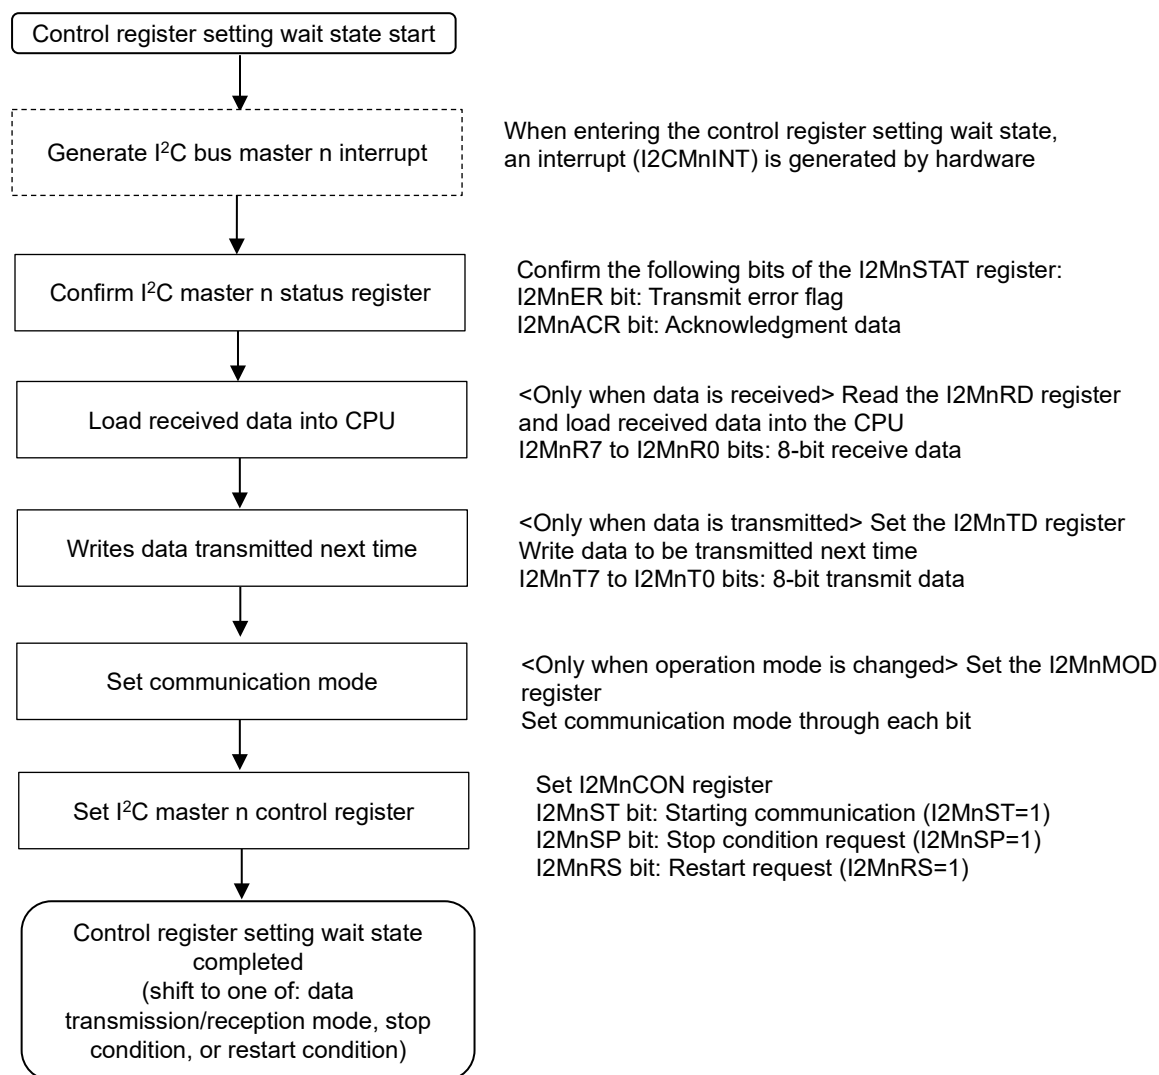 Control register setting wait state start
Generate I²C bus master n interrupt
When entering the control register setting wait state,
an interrupt (I2CMnINT) is generated by hardware
Confirm I²C master n status register
Confirm the following bits of the I2MnSTAT register:
I2MnER bit: Transmit error flag
I2MnACR bit: Acknowledgment data
Load received data into CPU
<Only when data is received> Read the I2MnRD register
and load received data into the CPU
I2MnR7 to I2MnR0 bits: 8-bit receive data
Writes data transmitted next time
<Only when data is transmitted> Set the I2MnTD register
Write data to be transmitted next time
I2MnT7 to I2MnT0 bits: 8-bit transmit data
Set communication mode
<Only when operation mode is changed> Set the I2MnMOD
register
Set communication mode through each bit
Set I²C master n control register
Set I2MnCON register
I2MnST bit: Starting communication (I2MnST=1)
I2MnSP bit: Stop condition request (I2MnSP=1)
I2MnRS bit: Restart request (I2MnRS=1)
Control register setting wait state
completed
(shift to one of: data
transmission/reception mode, stop
condition, or restart condition)